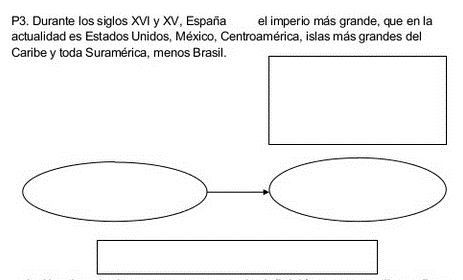 P3. Durante los siglos XVI y XV, España el imperio más grande, que en la
actualidad es Estados Unidos, México, Centroamérica, islas más grandes del
Caribe y toda Suramérica, menos Brasil.